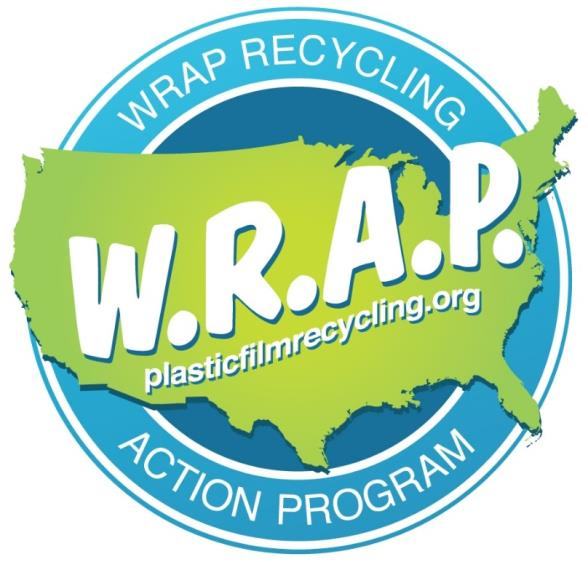 WRAP RECYCLING
W.R.A.P.
plasticfilmrecycling.org
ACTION PROGRAM